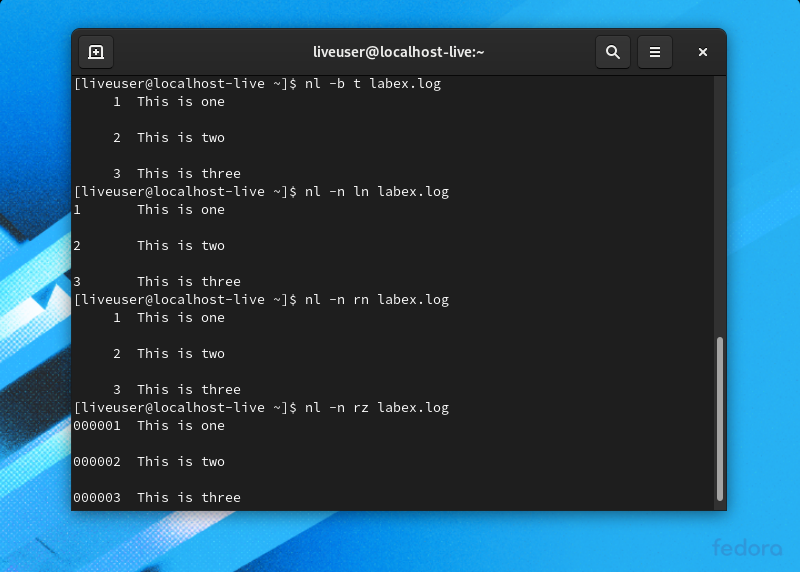 liveuser@localhost-live:~
[liveuser@localhost-live ~]$ nl -b t labex.log
     1  This is one
     2  This is two
     3  This is three
[liveuser@localhost-live ~]$ nl -n ln labex.log
1       This is one
2       This is two
3       This is three
[liveuser@localhost-live ~]$ nl -n rn labex.log
     1  This is one
     2  This is two
     3  This is three
[liveuser@localhost-live ~]$ nl -n rz labex.log
000001  This is one
000002  This is two
000003  This is three
fedora